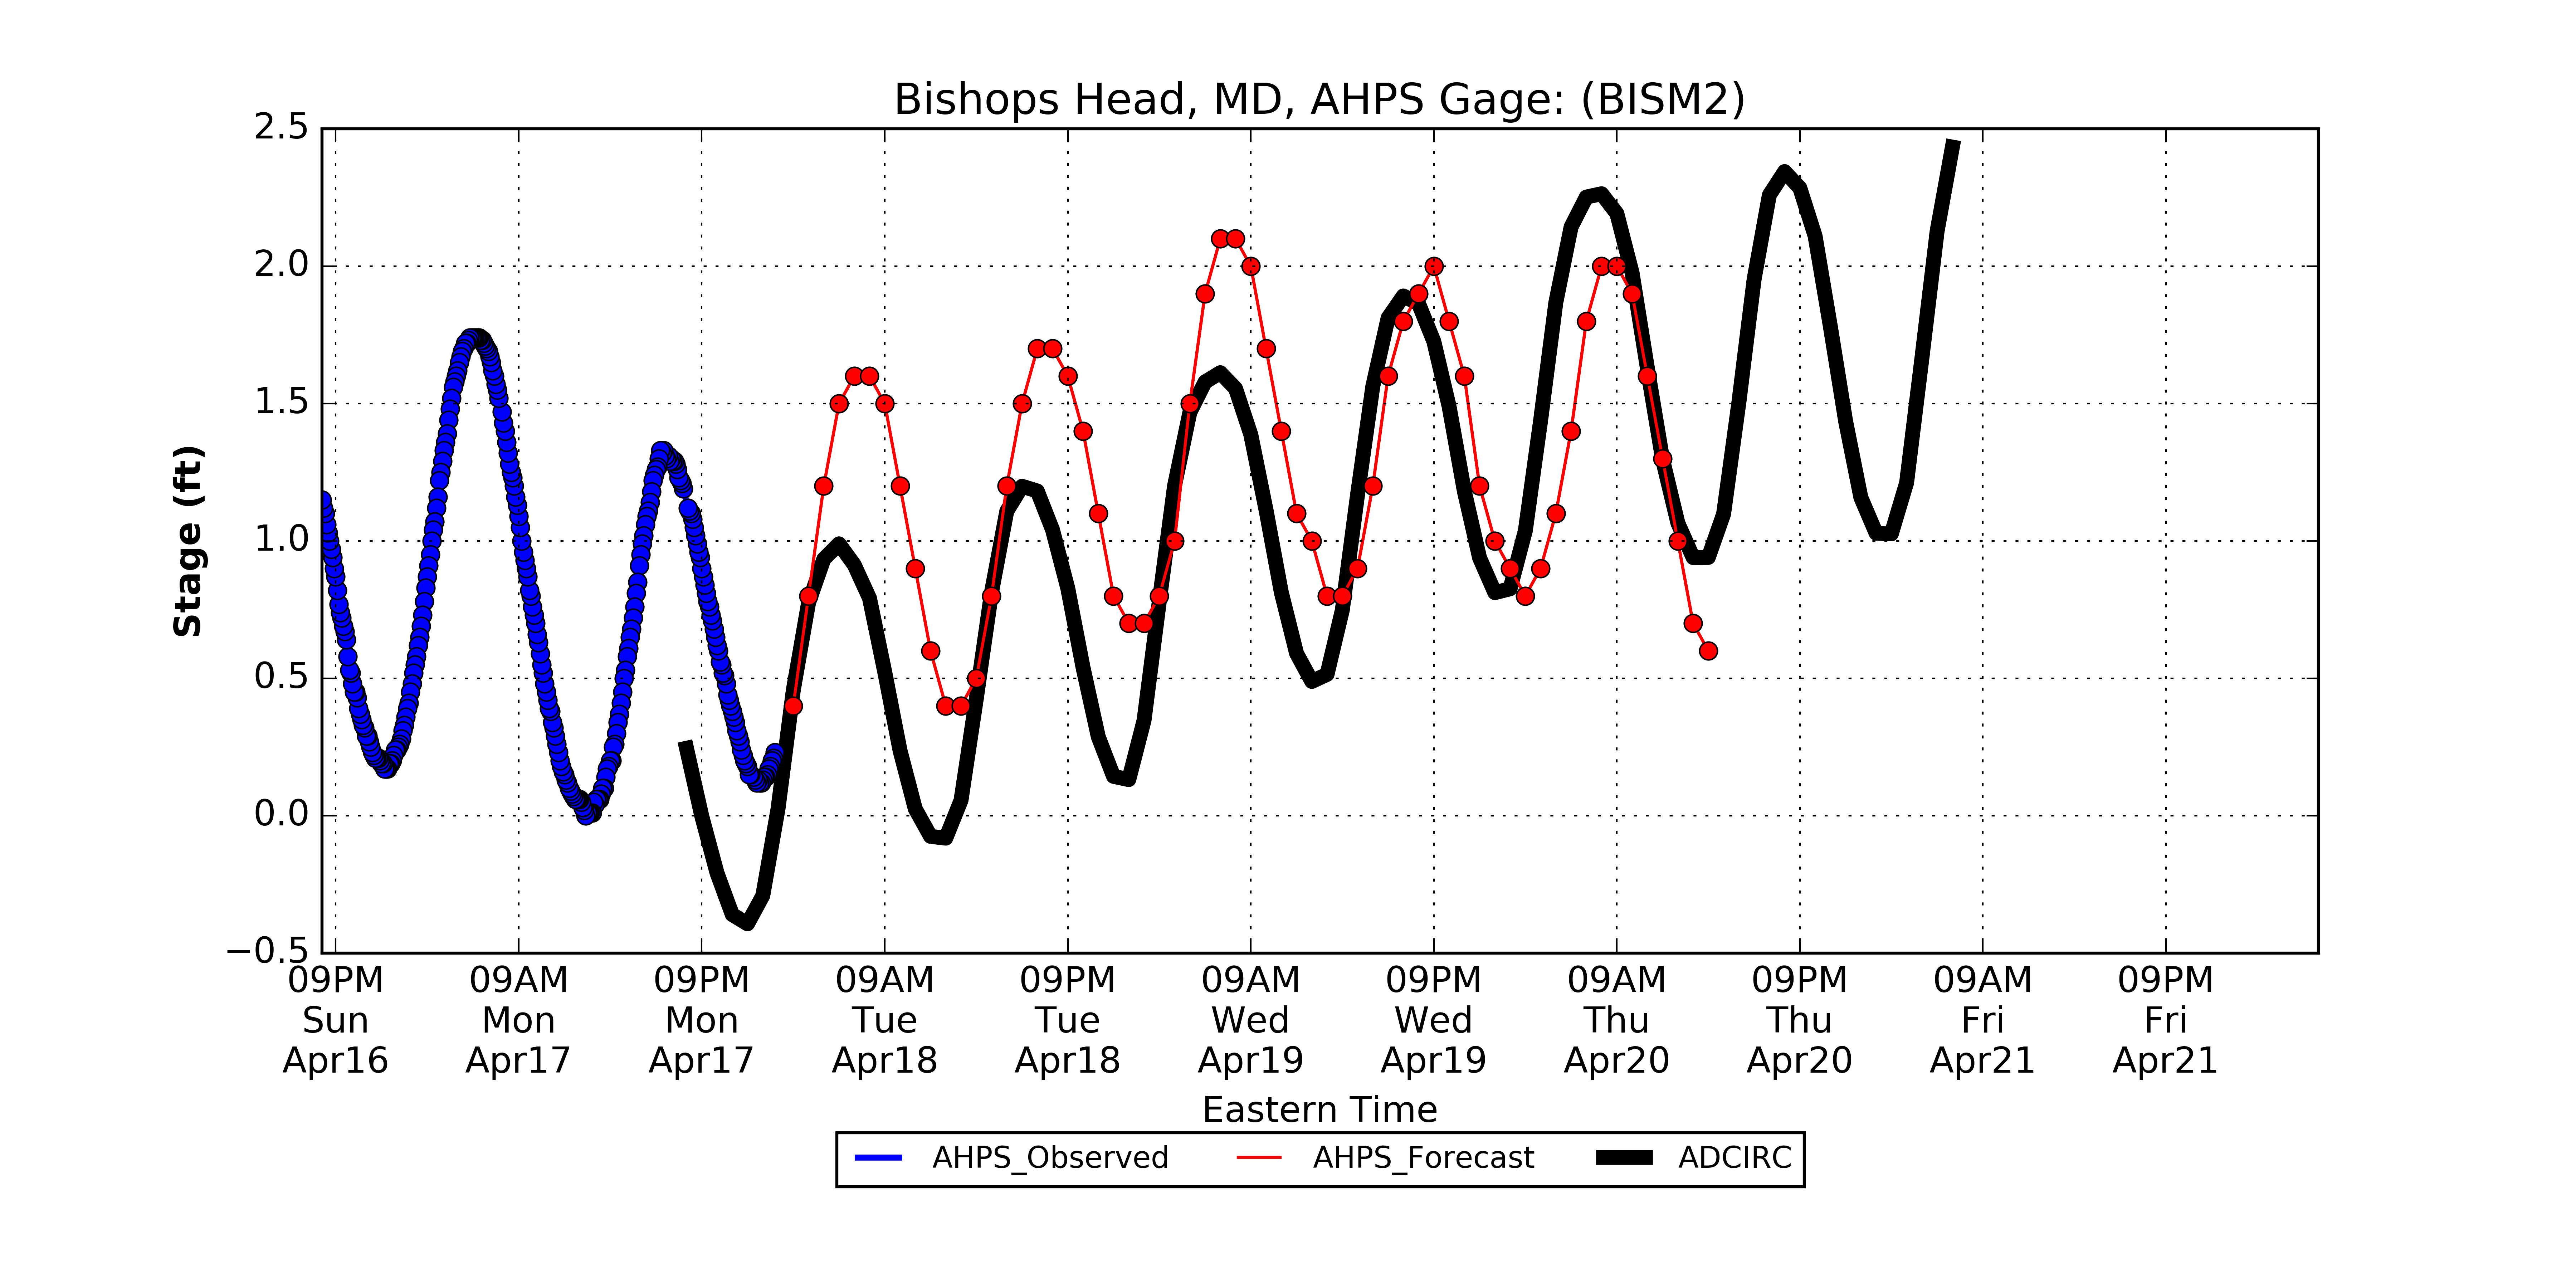 Bishops Head, MD, AHPS Gage: (BISM2)
2.5
2.0
1.5
1.0
0.5
0.0
−0.5
Stage (ft)
09PM 09AM 09PM 09AM 09PM 09AM 09PM 09AM 09PM 09AM 09PM
Sun Mon Mon Tue Tue Wed Wed Thu Thu Fri Fri
Apr16 Apr17 Apr17 Apr18 Apr18 Apr19 Apr19 Apr20 Apr20 Apr21 Apr21
Eastern Time
AHPS_Observed AHPS_Forecast ADCIRC